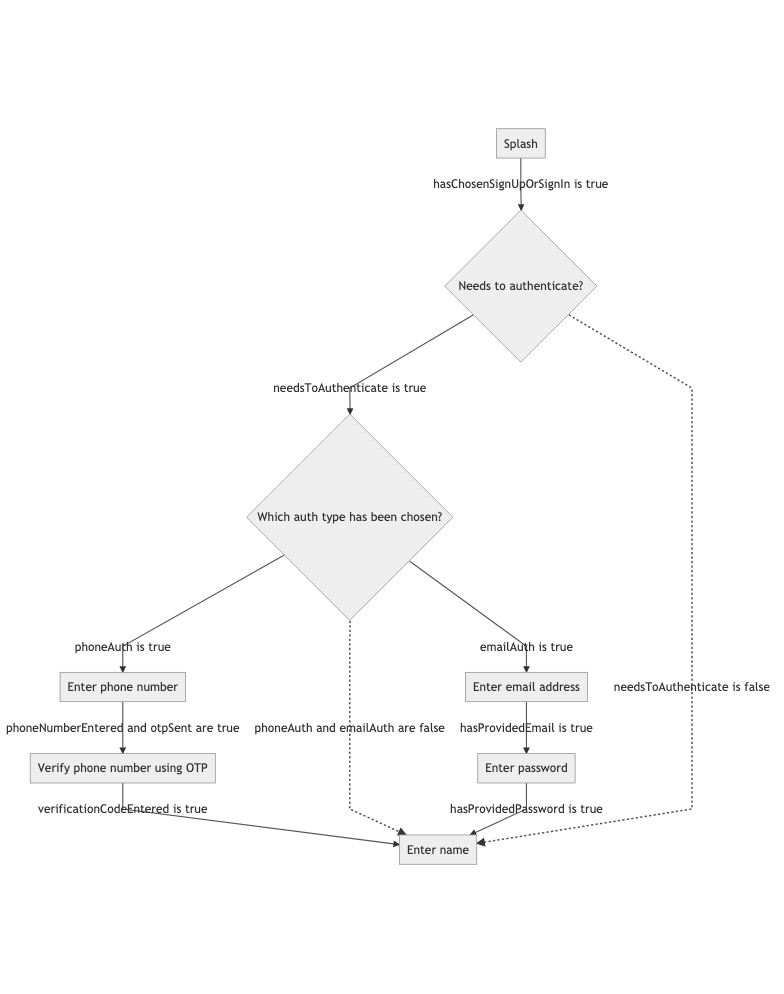 Splash
hasChosenSignUpOrSignIn is true
Needs to authenticate?
needsToAuthenticate is true
Which auth type has been chosen?
phoneAuth is true
emailAuth is true
Enter phone number
Enter email address
needsToAuthenticate is false
phoneNumberEntered and otpSent are true
phoneAuth and emailAuth are false
hasProvidedEmail is true
Verify phone number using OTP
Enter password
verificationCodeEntered is true
hasProvidedPassword is true
Enter name